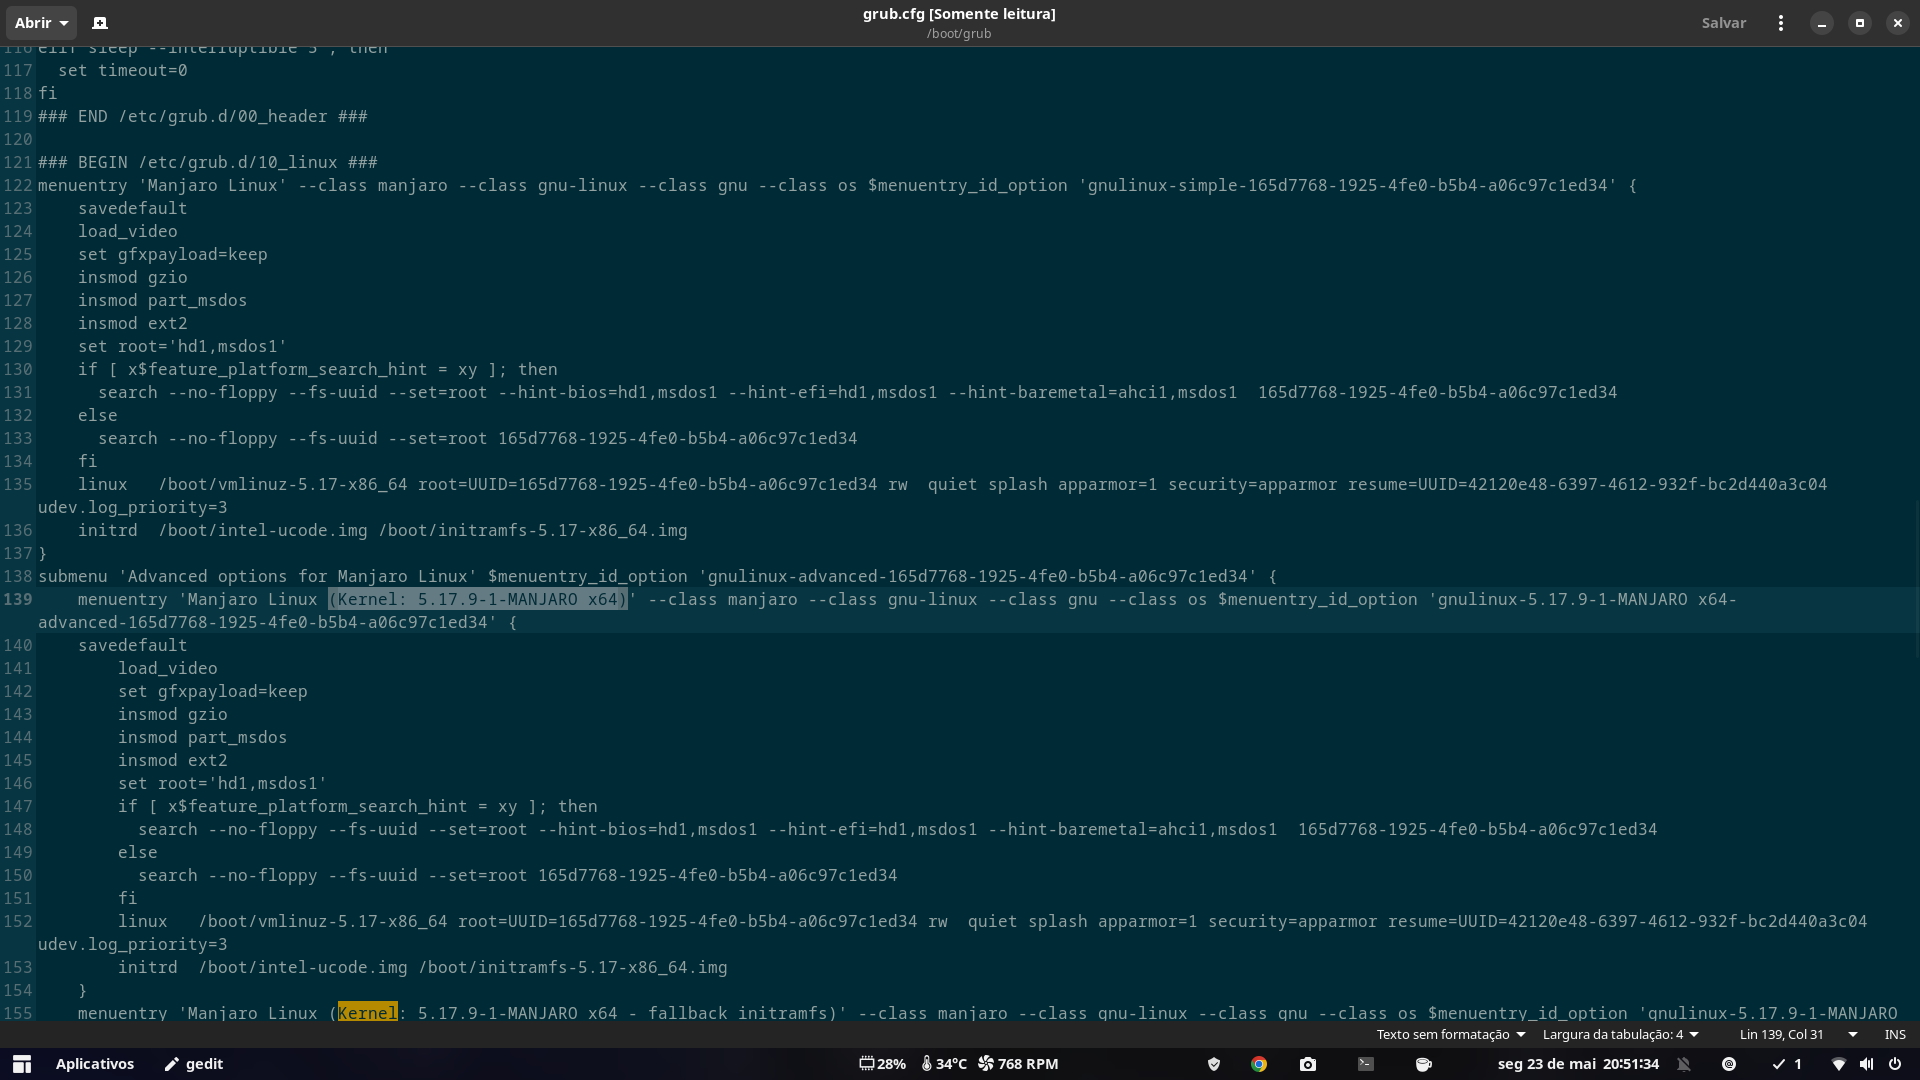 Abrir
grub.cfg [Somente leitura]
/boot/grub
Salvar
116 elif sleep --interruptible 3 ; then
117   set timeout=0
118 fi
119 ### END /etc/grub.d/00_header ###
120
121 ### BEGIN /etc/grub.d/10_linux ###
122 menuentry 'Manjaro Linux' --class manjaro --class gnu-linux --class gnu --class os $menuentry_id_option 'gnulinux-simple-165d7768-1925-4fe0-b5b4-a06c97c1ed34' {
123     savedefault
124     load_video
125     set gfxpayload=keep
126     insmod gzio
127     insmod part_msdos
128     insmod ext2
129     set root='hd1,msdos1'
130     if [ x$feature_platform_search_hint = xy ]; then
131       search --no-floppy --fs-uuid --set=root --hint-bios=hd1,msdos1 --hint-efi=hd1,msdos1 --hint-baremetal=ahci1,msdos1  165d7768-1925-4fe0-b5b4-a06c97c1ed34
132     else
133       search --no-floppy --fs-uuid --set=root 165d7768-1925-4fe0-b5b4-a06c97c1ed34
134     fi
135     linux   /boot/vmlinuz-5.17-x86_64 root=UUID=165d7768-1925-4fe0-b5b4-a06c97c1ed34 rw  quiet splash apparmor=1 security=apparmor resume=UUID=42120e48-6397-4612-932f-bc2d440a3c04
udev.log_priority=3
136     initrd  /boot/intel-ucode.img /boot/initramfs-5.17-x86_64.img
137 }
138 submenu 'Advanced options for Manjaro Linux' $menuentry_id_option 'gnulinux-advanced-165d7768-1925-4fe0-b5b4-a06c97c1ed34' {
139     menuentry 'Manjaro Linux (Kernel: 5.17.9-1-MANJARO x64)' --class manjaro --class gnu-linux --class gnu --class os $menuentry_id_option 'gnulinux-5.17.9-1-MANJARO x64-
advanced-165d7768-1925-4fe0-b5b4-a06c97c1ed34' {
140     savedefault
141         load_video
142         set gfxpayload=keep
143         insmod gzio
144         insmod part_msdos
145         insmod ext2
146         set root='hd1,msdos1'
147         if [ x$feature_platform_search_hint = xy ]; then
148           search --no-floppy --fs-uuid --set=root --hint-bios=hd1,msdos1 --hint-efi=hd1,msdos1 --hint-baremetal=ahci1,msdos1  165d7768-1925-4fe0-b5b4-a06c97c1ed34
149         else
150           search --no-floppy --fs-uuid --set=root 165d7768-1925-4fe0-b5b4-a06c97c1ed34
151         fi
152         linux   /boot/vmlinuz-5.17-x86_64 root=UUID=165d7768-1925-4fe0-b5b4-a06c97c1ed34 rw  quiet splash apparmor=1 security=apparmor resume=UUID=42120e48-6397-4612-932f-bc2d440a3c04
udev.log_priority=3
153         initrd  /boot/intel-ucode.img /boot/initramfs-5.17-x86_64.img
154     }
155     menuentry 'Manjaro Linux (Kernel: 5.17.9-1-MANJARO x64 - fallback initramfs)' --class manjaro --class gnu-linux --class gnu --class os $menuentry_id_option 'gnulinux-5.17.9-1-MANJARO
Texto sem formatação Largura da tabulação: 4 Lin 139, Col 31 INS
Aplicativos gedit 28% 34°C 768 RPM seg 23 de mai 20:51:34 1